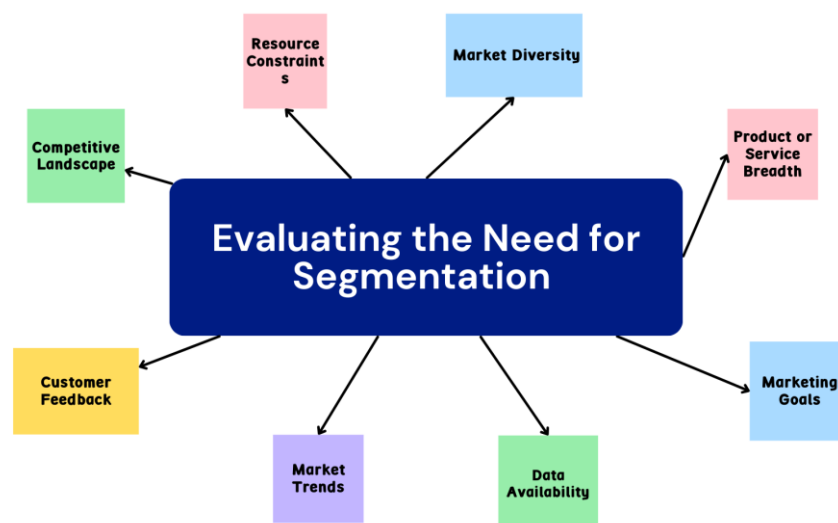 Resource
Constraint
s
Market Diversity
Competitive
Landscape
Product or
Service
Breadth
Evaluating the Need for
Segmentation
Customer
Feedback
Marketing
Goals
Market
Trends
Data
Availability